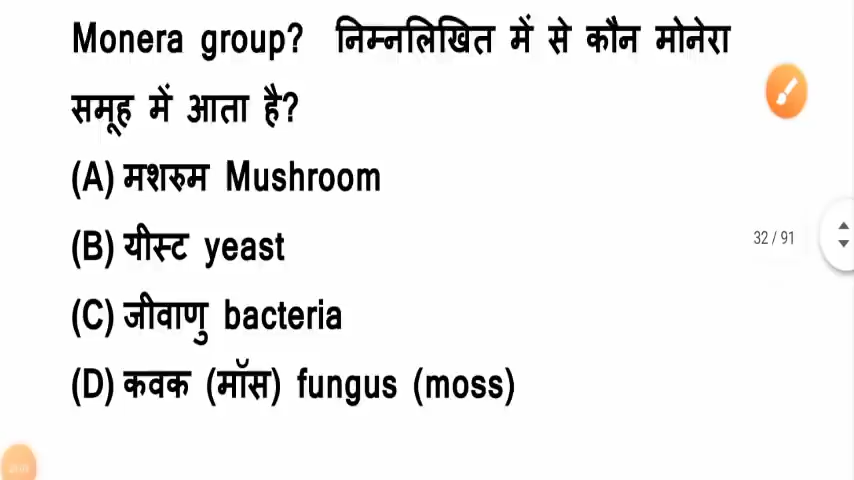 Monera group? निम्नलिखित में से कौन मोनेरा
समूह में आता है?
(A) मशरुम Mushroom
(B) यीस्ट yeast
32 / 91
(C) जीवाणु bacteria
(D) कवक (मॉस) fungus (moss)